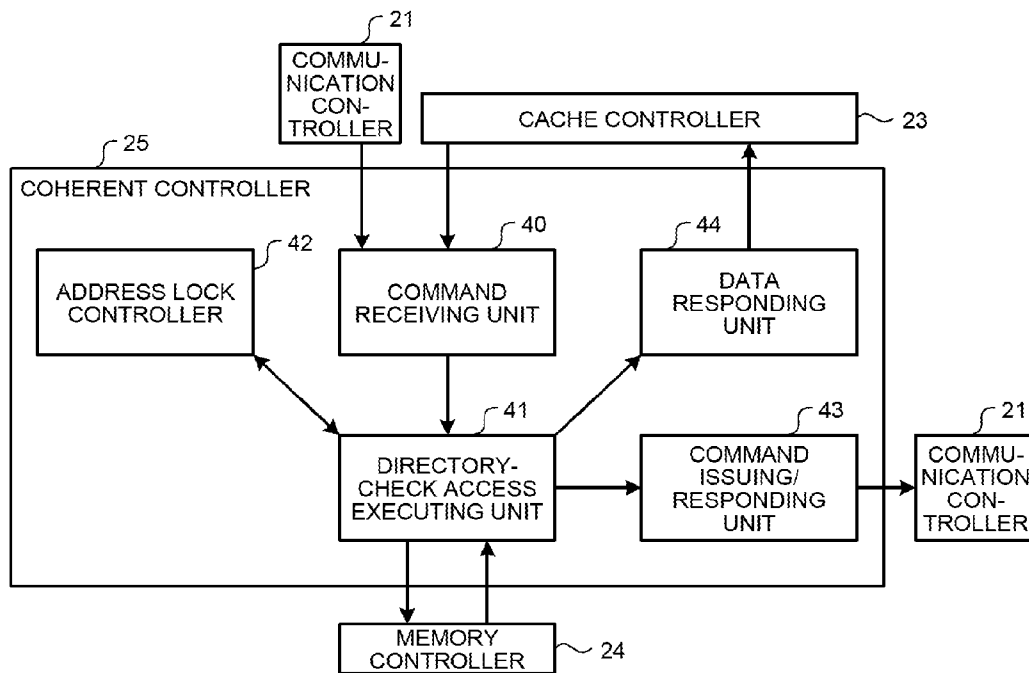 21
COMMU-
NICATION
CON-
TROLLER
CACHE CONTROLLER
23
25
COHERENT CONTROLLER
42
ADDRESS LOCK
CONTROLLER
40
COMMAND
RECEIVING UNIT
44
DATA
RESPONDING
UNIT
41
DIRECTORY-
CHECK ACCESS
EXECUTING UNIT
43
COMMAND
ISSUING/
RESPONDING
UNIT
21
COMMU-
NICATION
CON-
TROLLER
MEMORY
CONTROLLER
24